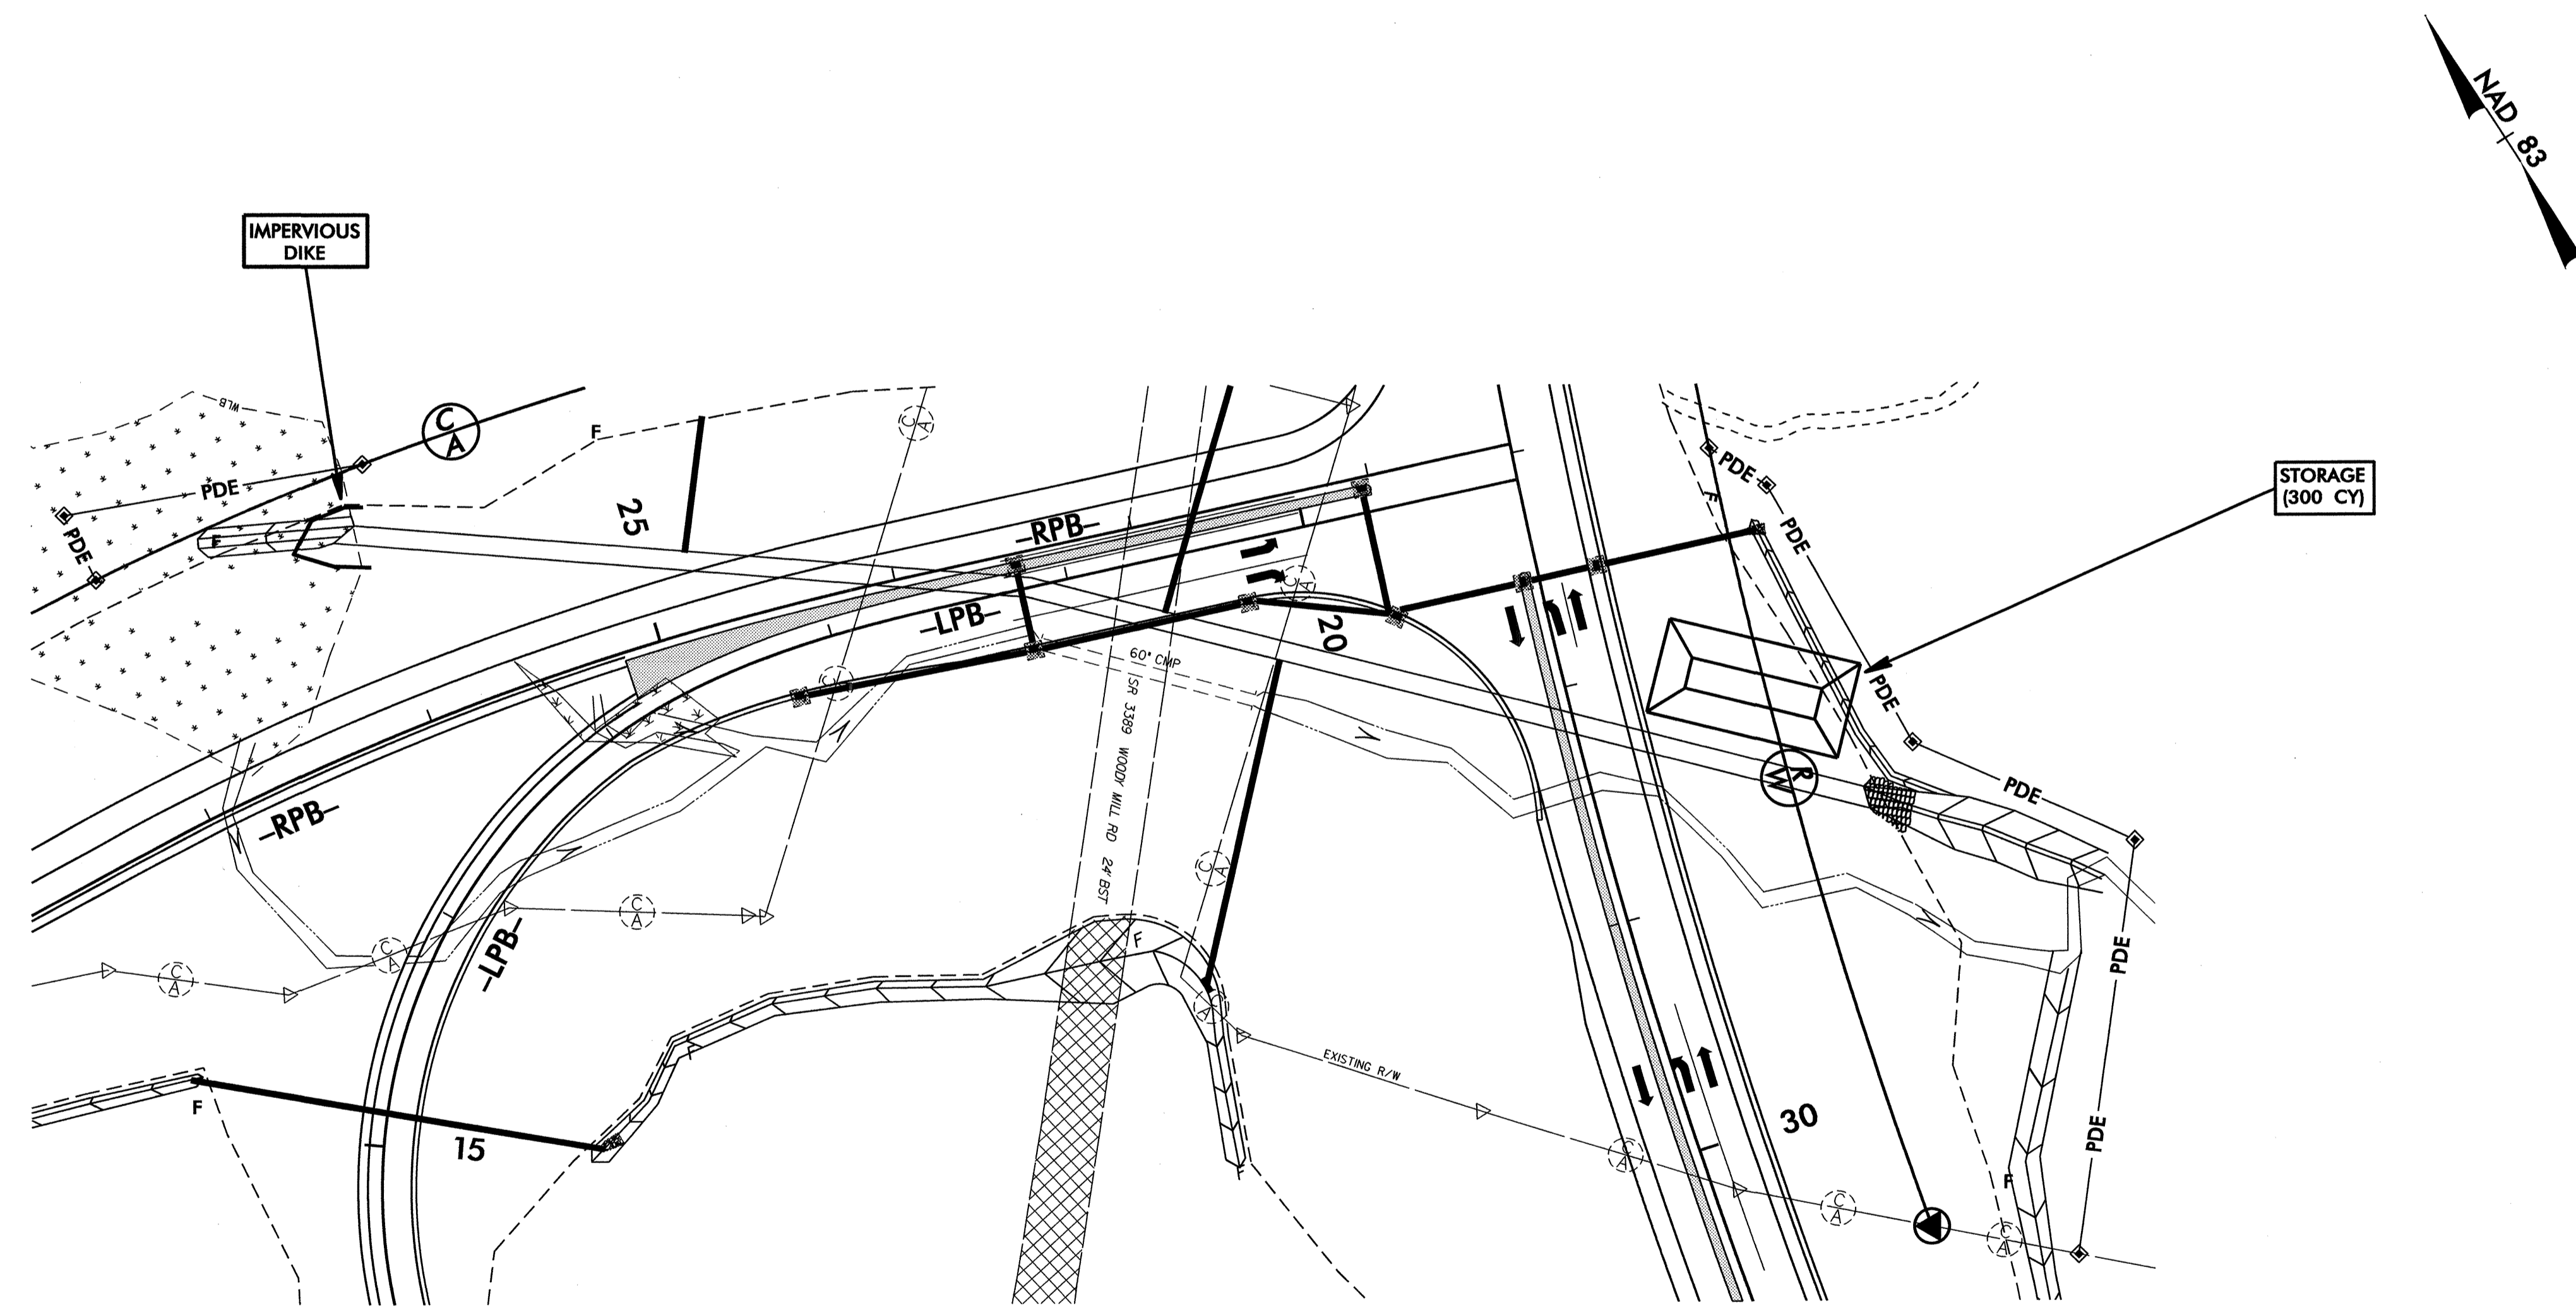 NAD 83
IMPERVIOUS
DIKE
STORAGE
(300 CY)
WLB
C
A
F
C
A
PDE
PDE
F
25
-RPB-
-LPB-
C
A
20
60" CMP
SR 3389 WOODY MILL RD 24' BST
PDE
F
PDE
PDE
PDE
PDE
PDE
R
W
-RPB-
-LPB-
C
A
C
A
C
A
C
A
C
A
F
C
A
F
EXISTING R/W
F
15
F
30
C
A
C
A
C
A
F